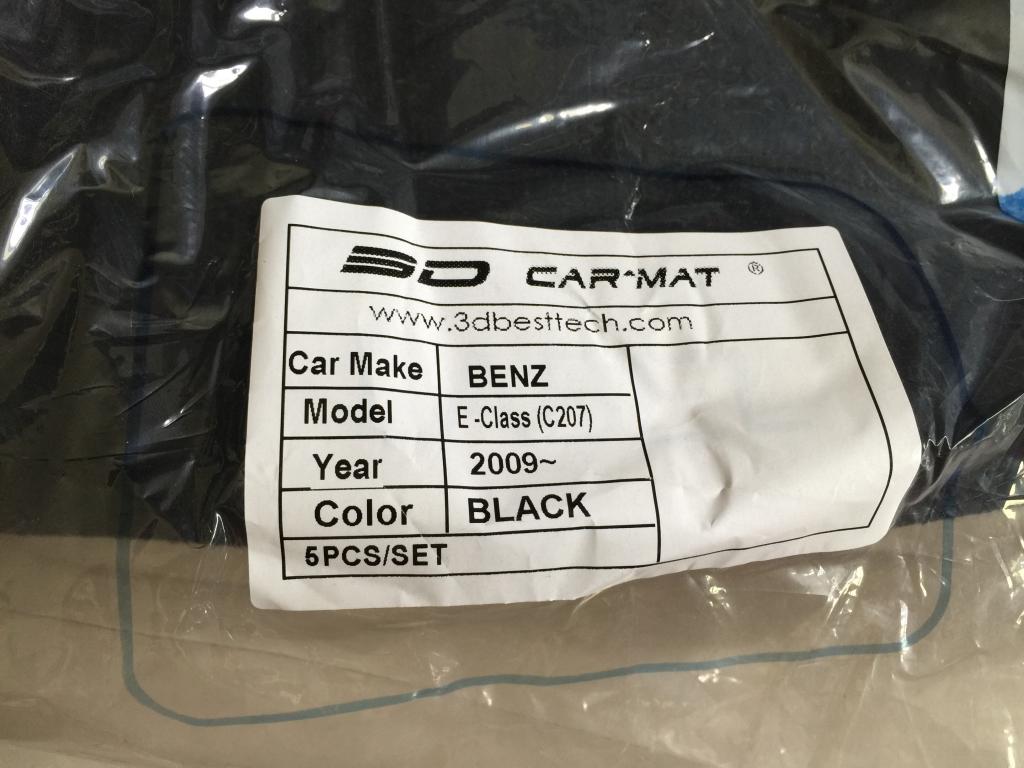 3D CAR-MAT ®
www.3dbesttech.com
Car Make BENZ
Model E-Class (C207)
Year 2009~
Color BLACK
5PCS/SET